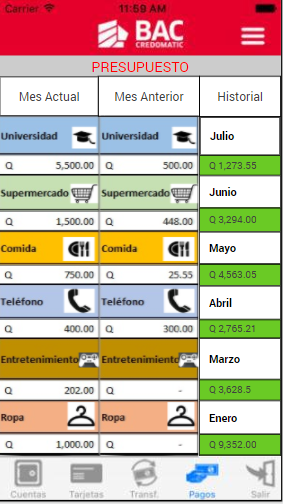 Carrier 11:59 AM
BAC
CREDOMATIC
PRESUPUESTO
Mes Actual Mes Anterior Historial
Universidad Universidad Julio
Q 5,500.00 Q 500.00 Q 1,273.55
Supermercado Supermercado Junio
Q 1,500.00 Q 448.00 Q 3,294.00
Comida Comida Mayo
Q 750.00 Q 25.55 Q 4,563.05
Teléfono Teléfono Abril
Q 400.00 Q 300.00 Q 2,765.21
Entretenimiento Entretenimiento Marzo
Q 202.00 Q - Q 3,628.5
Ropa Ropa Enero
Q 1,000.00 Q - Q 9,352.00
Cuentas Tarjetas Transf. Pagos Salir